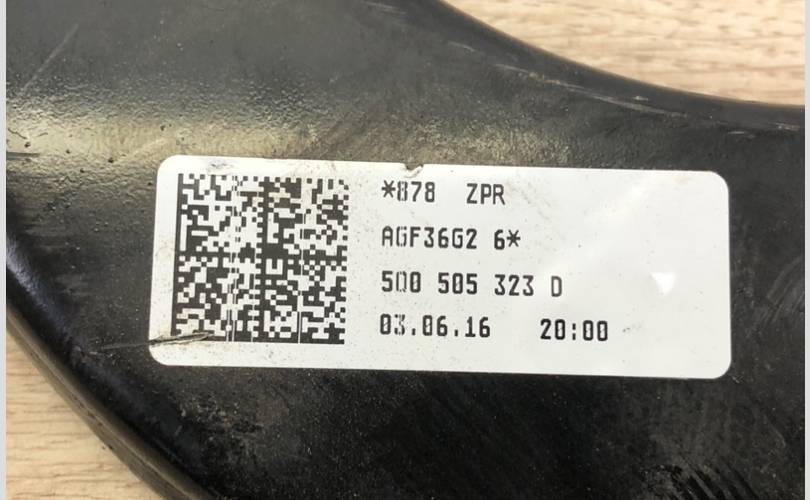 *878 ZPR
AGF36G2 6*
5Q0 505 323 D
03.06.16 20:00